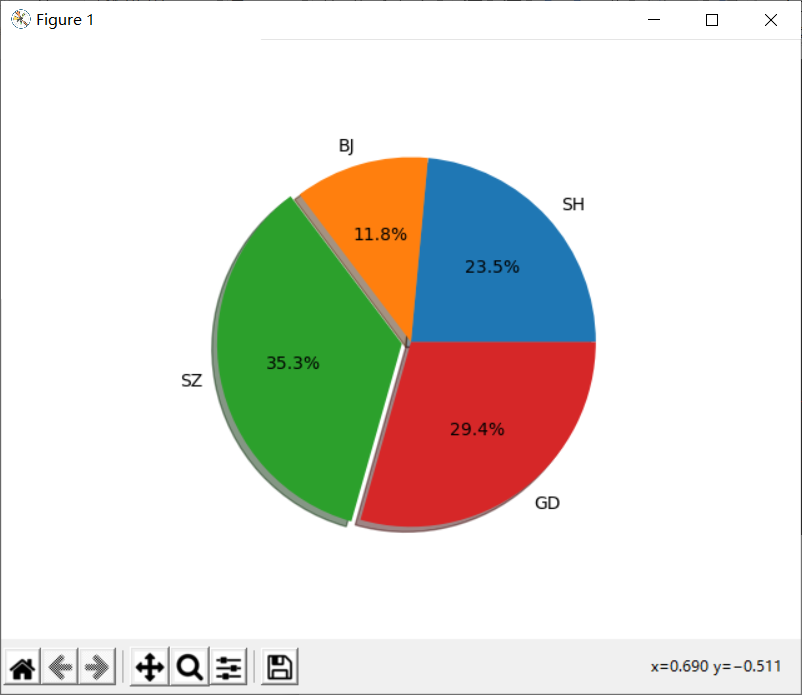 Figure 1
BJ
SH
11.8%
23.5%
35.3%
SZ
29.4%
GD
x=0.690 y=−0.511